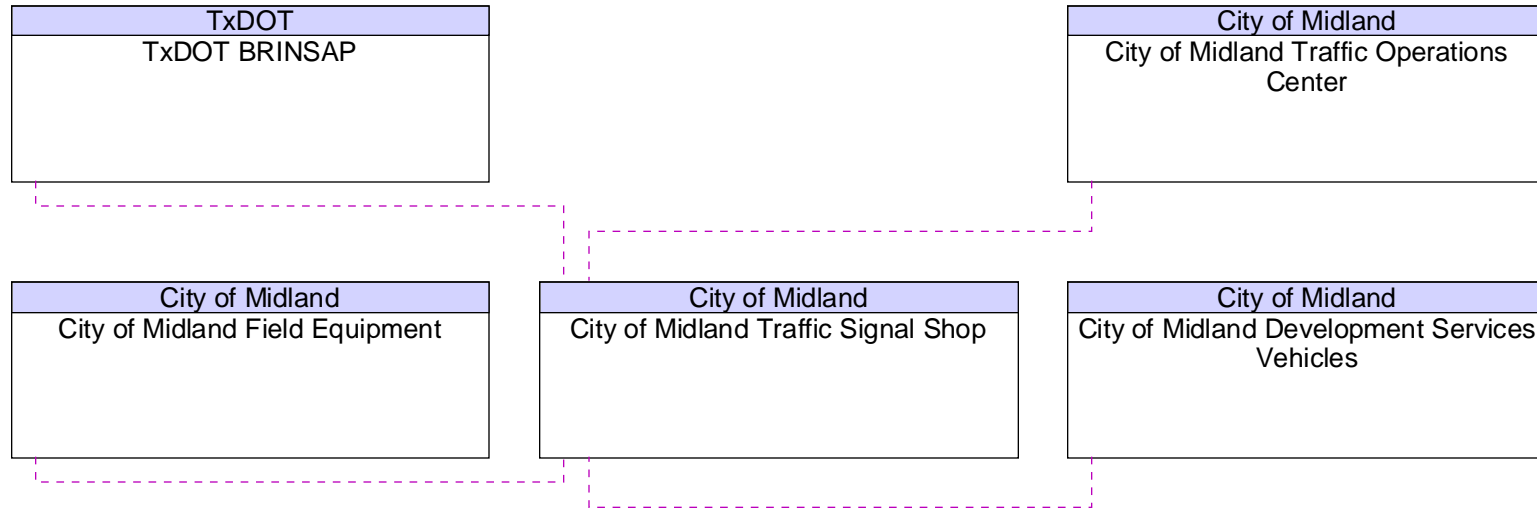 TxDOT
TxDOT BRINSAP
City of Midland
City of Midland Traffic Operations
Center
City of Midland
City of Midland Field Equipment
City of Midland
City of Midland Traffic Signal Shop
City of Midland
City of Midland Development Services
Vehicles